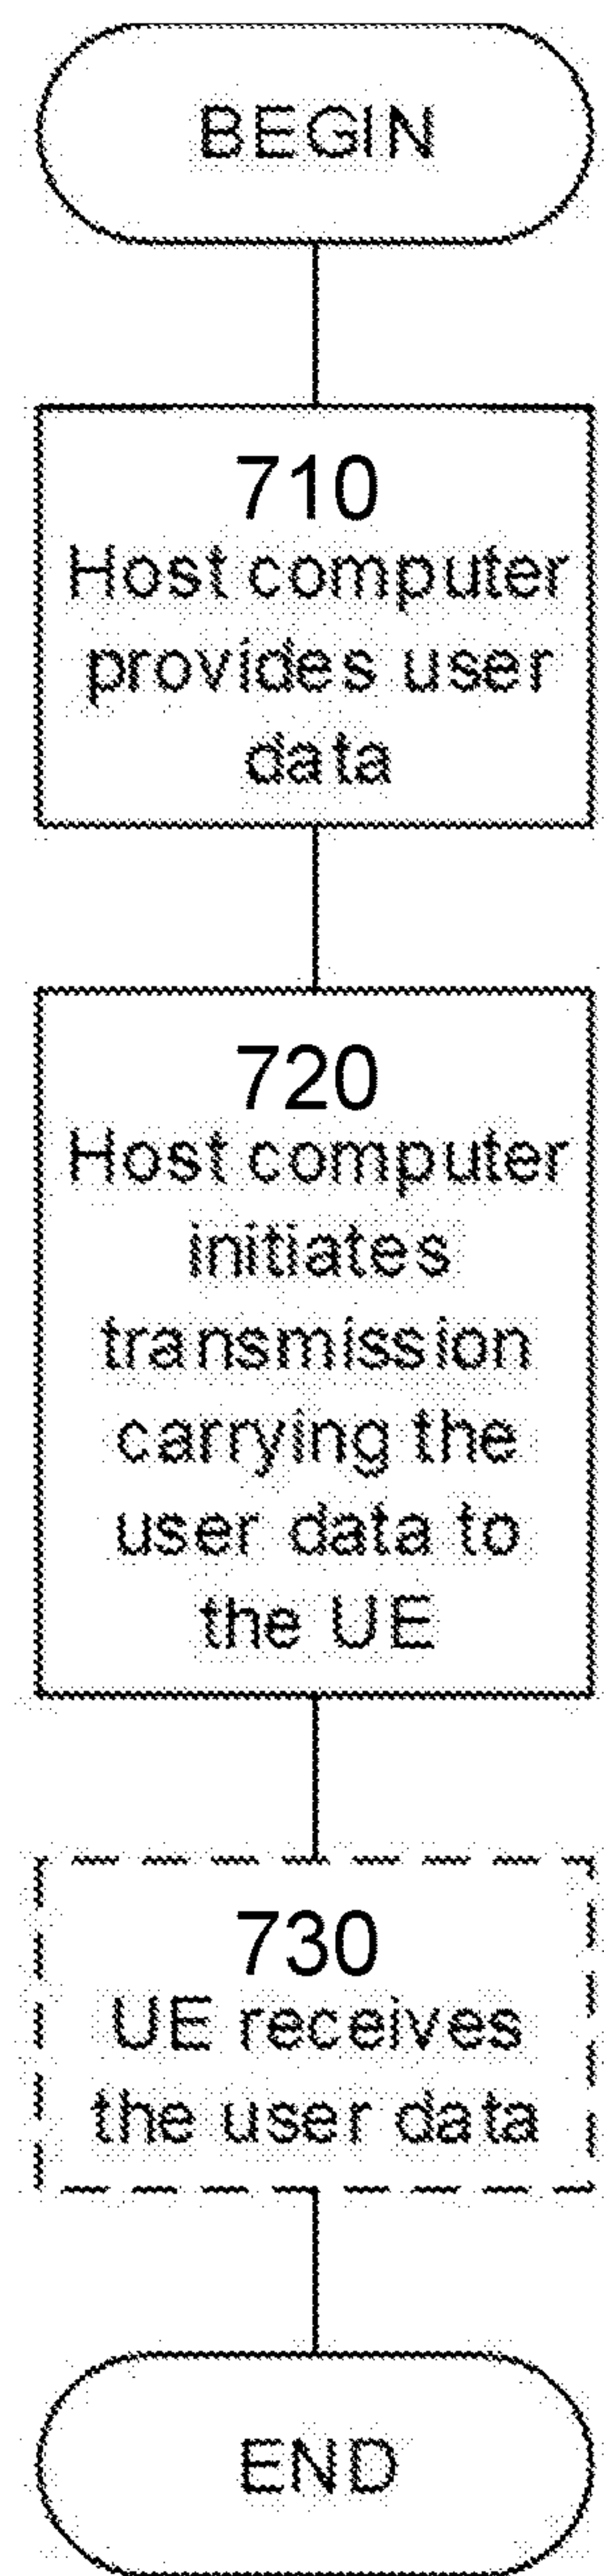 BEGIN
710
Host computer
provides user
data
720
Host computer
initiates
transmission
carrying the
user data to
the UE
730
UE receives
the user data
END